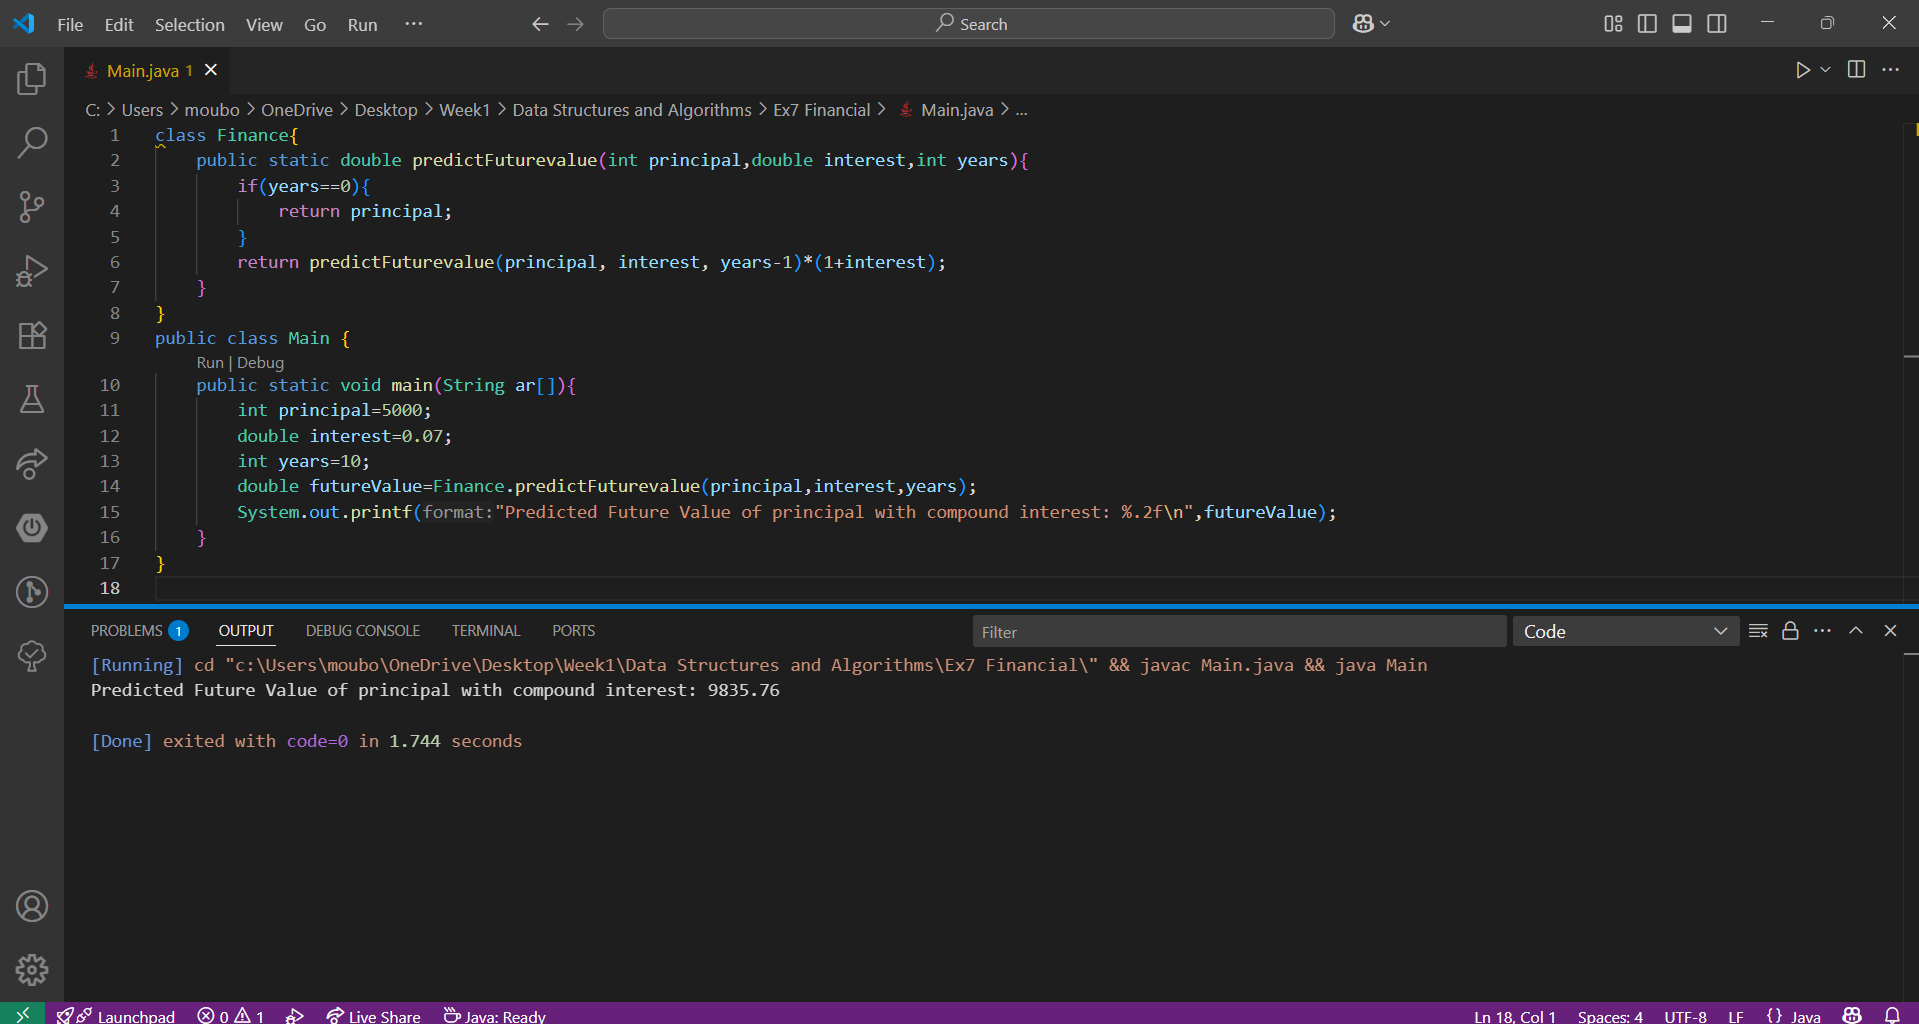 File Edit Selection View Go Run ··· Search
Main.java 1
C: > Users > moubo > OneDrive > Desktop > Week1 > Data Structures and Algorithms > Ex7 Financial > Main.java > ...
1 class Finance{
2 public static double predictFuturevalue(int principal,double interest,int years){
3 if(years==0){
4 return principal;
5 }
6 return predictFuturevalue(principal, interest, years-1)*(1+interest);
7 }
8 }
9 public class Main {
Run | Debug
10 public static void main(String ar[]){
11 int principal=5000;
12 double interest=0.07;
13 int years=10;
14 double futureValue=Finance.predictFuturevalue(principal,interest,years);
15 System.out.printf(format:"Predicted Future Value of principal with compound interest: %.2f\n",futureValue);
16 }
17 }
18
PROBLEMS 1 OUTPUT DEBUG CONSOLE TERMINAL PORTS Filter Code
[Running] cd "c:\Users\moubo\OneDrive\Desktop\Week1\Data Structures and Algorithms\Ex7 Financial\" && javac Main.java && java Main
Predicted Future Value of principal with compound interest: 9835.76
[Done] exited with code=0 in 1.744 seconds
Launchpad 0 1 Live Share Java: Ready Ln 18, Col 1 Spaces: 4 UTF-8 LF {} Java